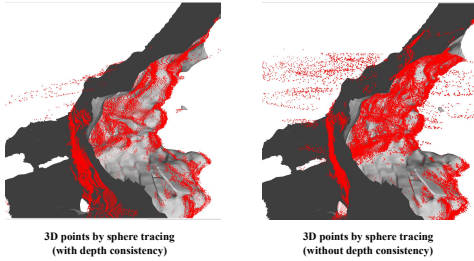 3D points by sphere tracing
(with depth consistency)
3D points by sphere tracing
(without depth consistency)